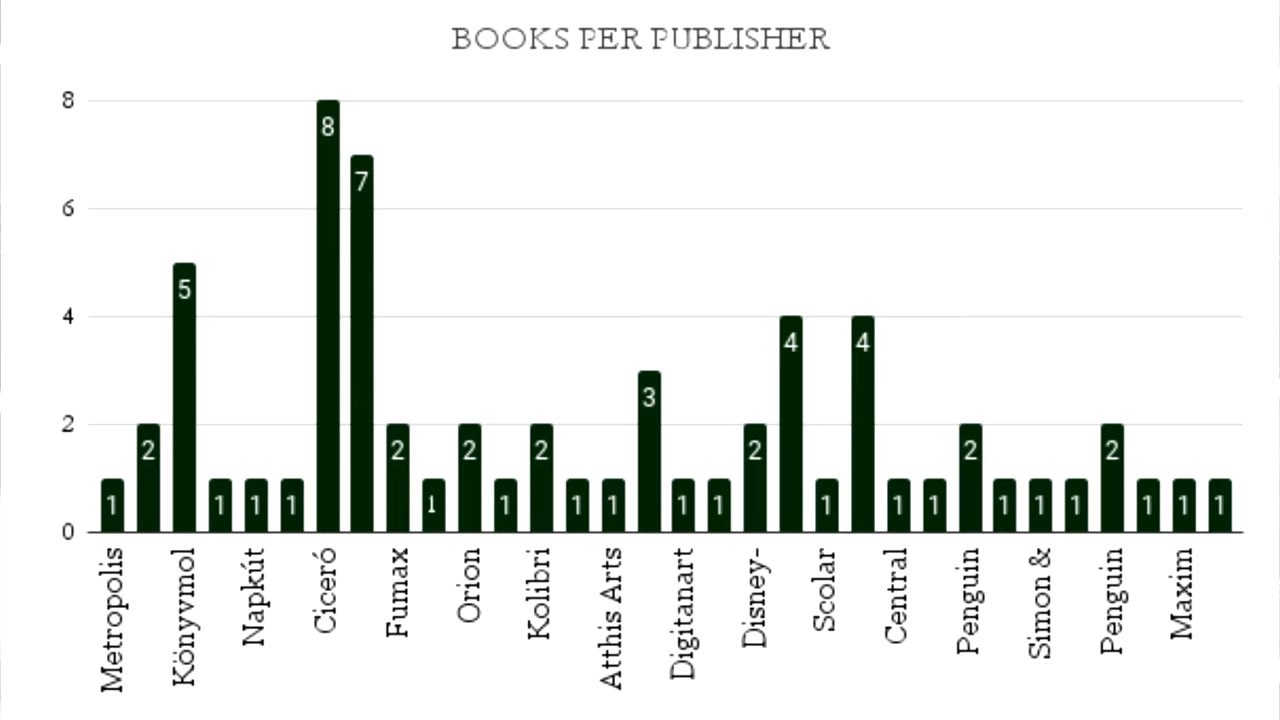 BOOKS PER PUBLISHER
8
6
4
2
0
1
2
5
1
1
1
8
7
2
1
2
1
2
1
1
3
1
1
2
4
1
4
1
1
2
1
1
1
2
1
1
1
Metropolis
Könyvmol
Napkút
Ciceró
Fumax
Orion
Kolibri
Atthis Arts
Digitanart
Disney-
Scolar
Central
Penguin
Simon &
Penguin
Maxim